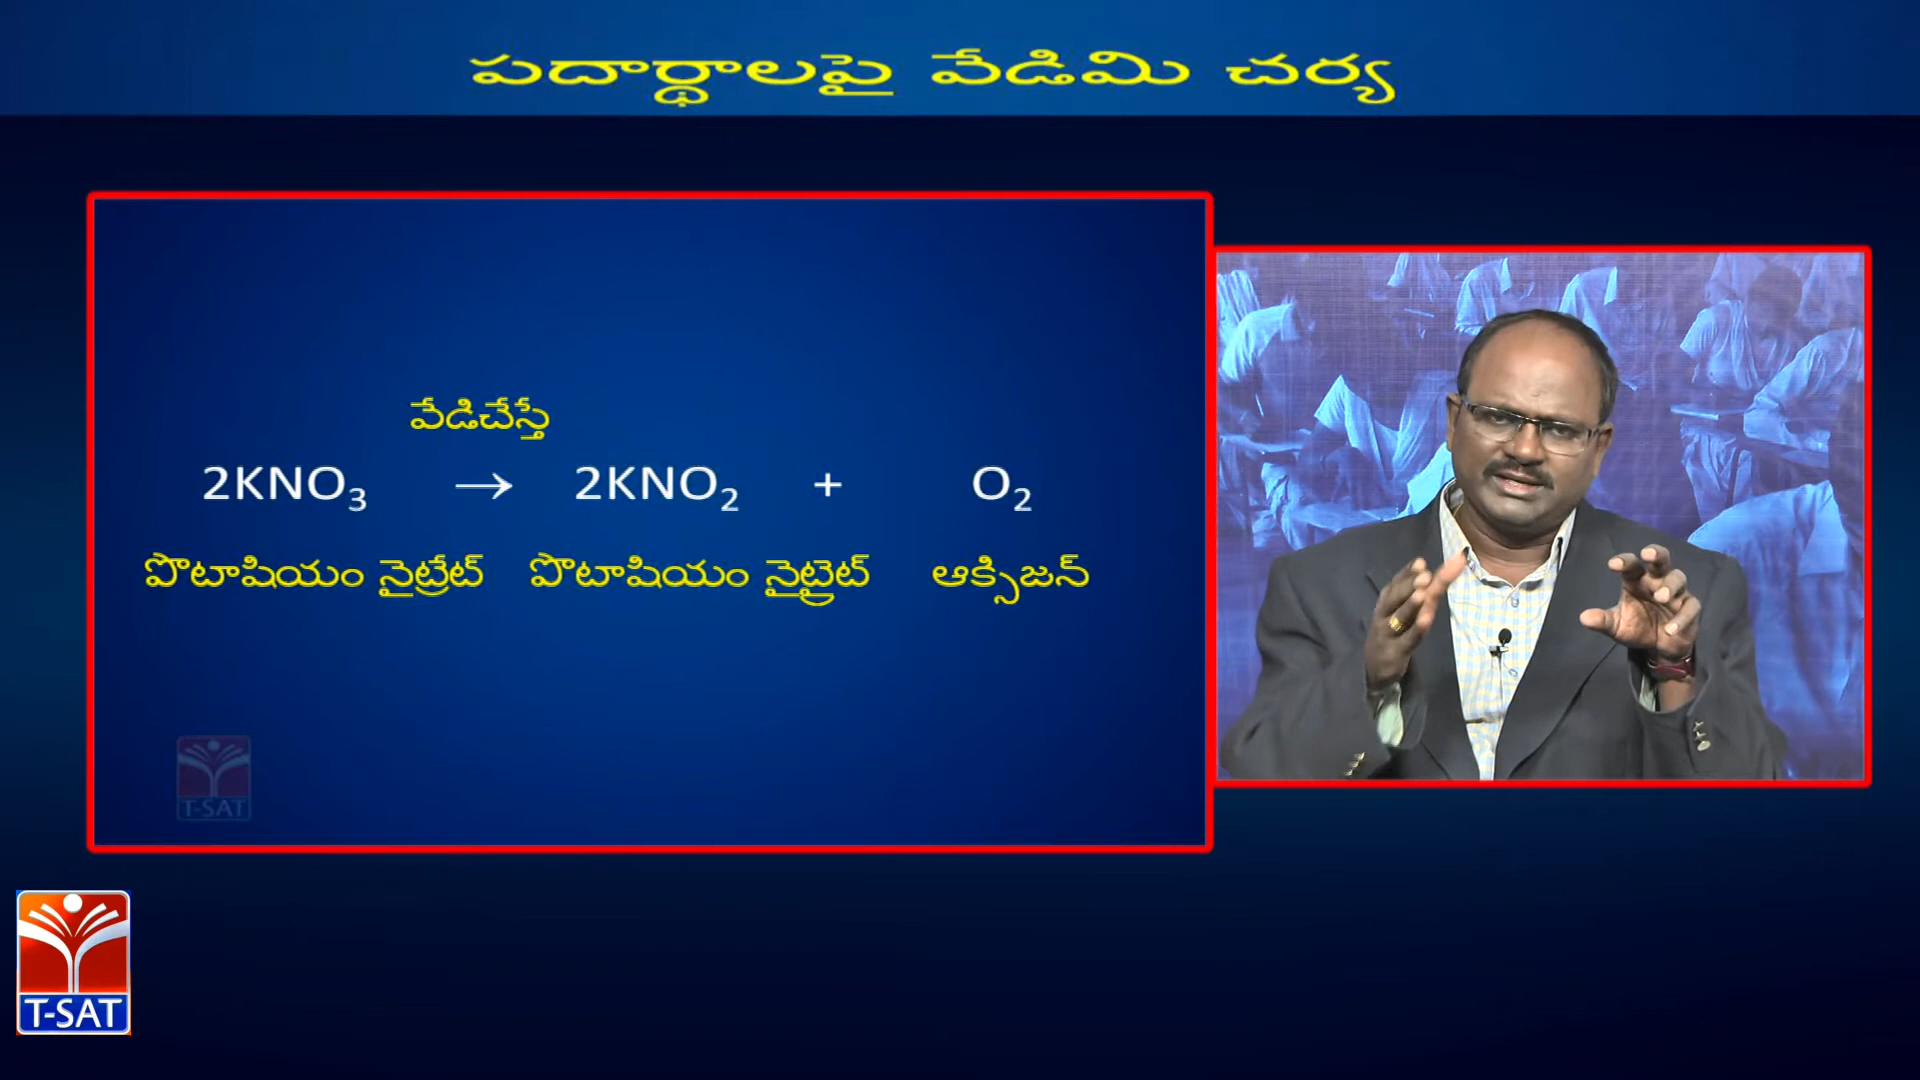 పదార్థాలపై వేడిమి చర్య
వేడిచేస్తే
2KNO₃ → 2KNO₂ + O₂
పొటాషియం నైట్రేట్ పొటాషియం నైట్రైట్ ఆక్సిజన్
T-SAT
T-SAT